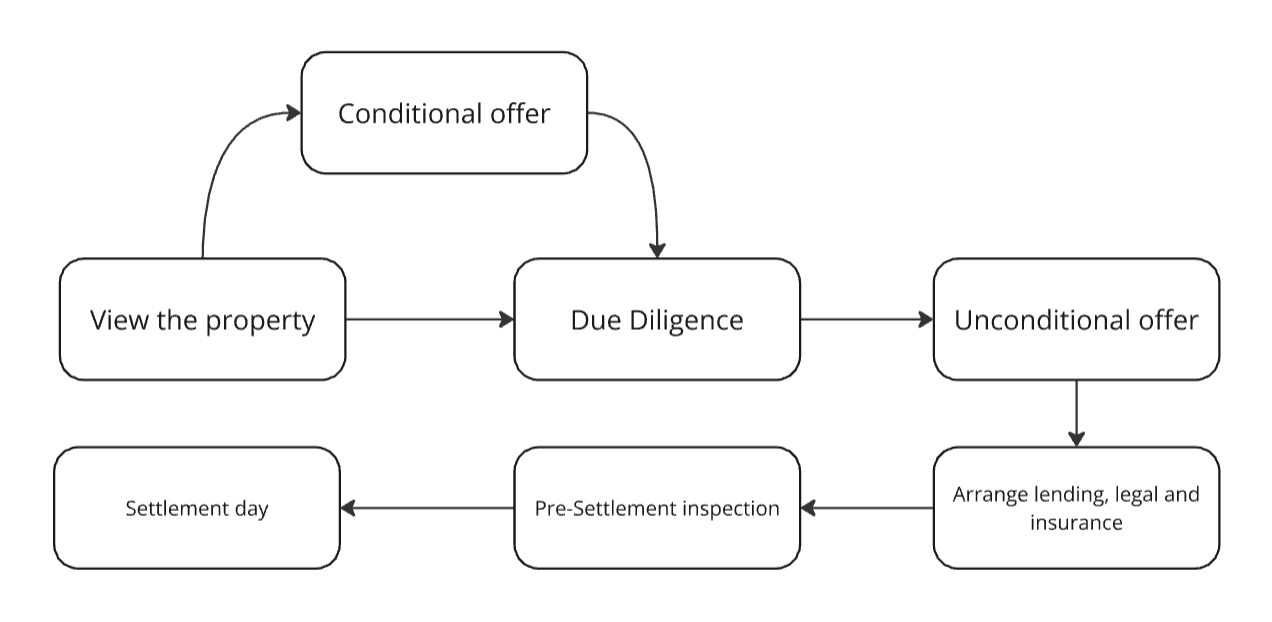 Conditional offer
View the property
Due Diligence
Unconditional offer
Settlement day
Pre-Settlement inspection
Arrange lending, legal and
insurance